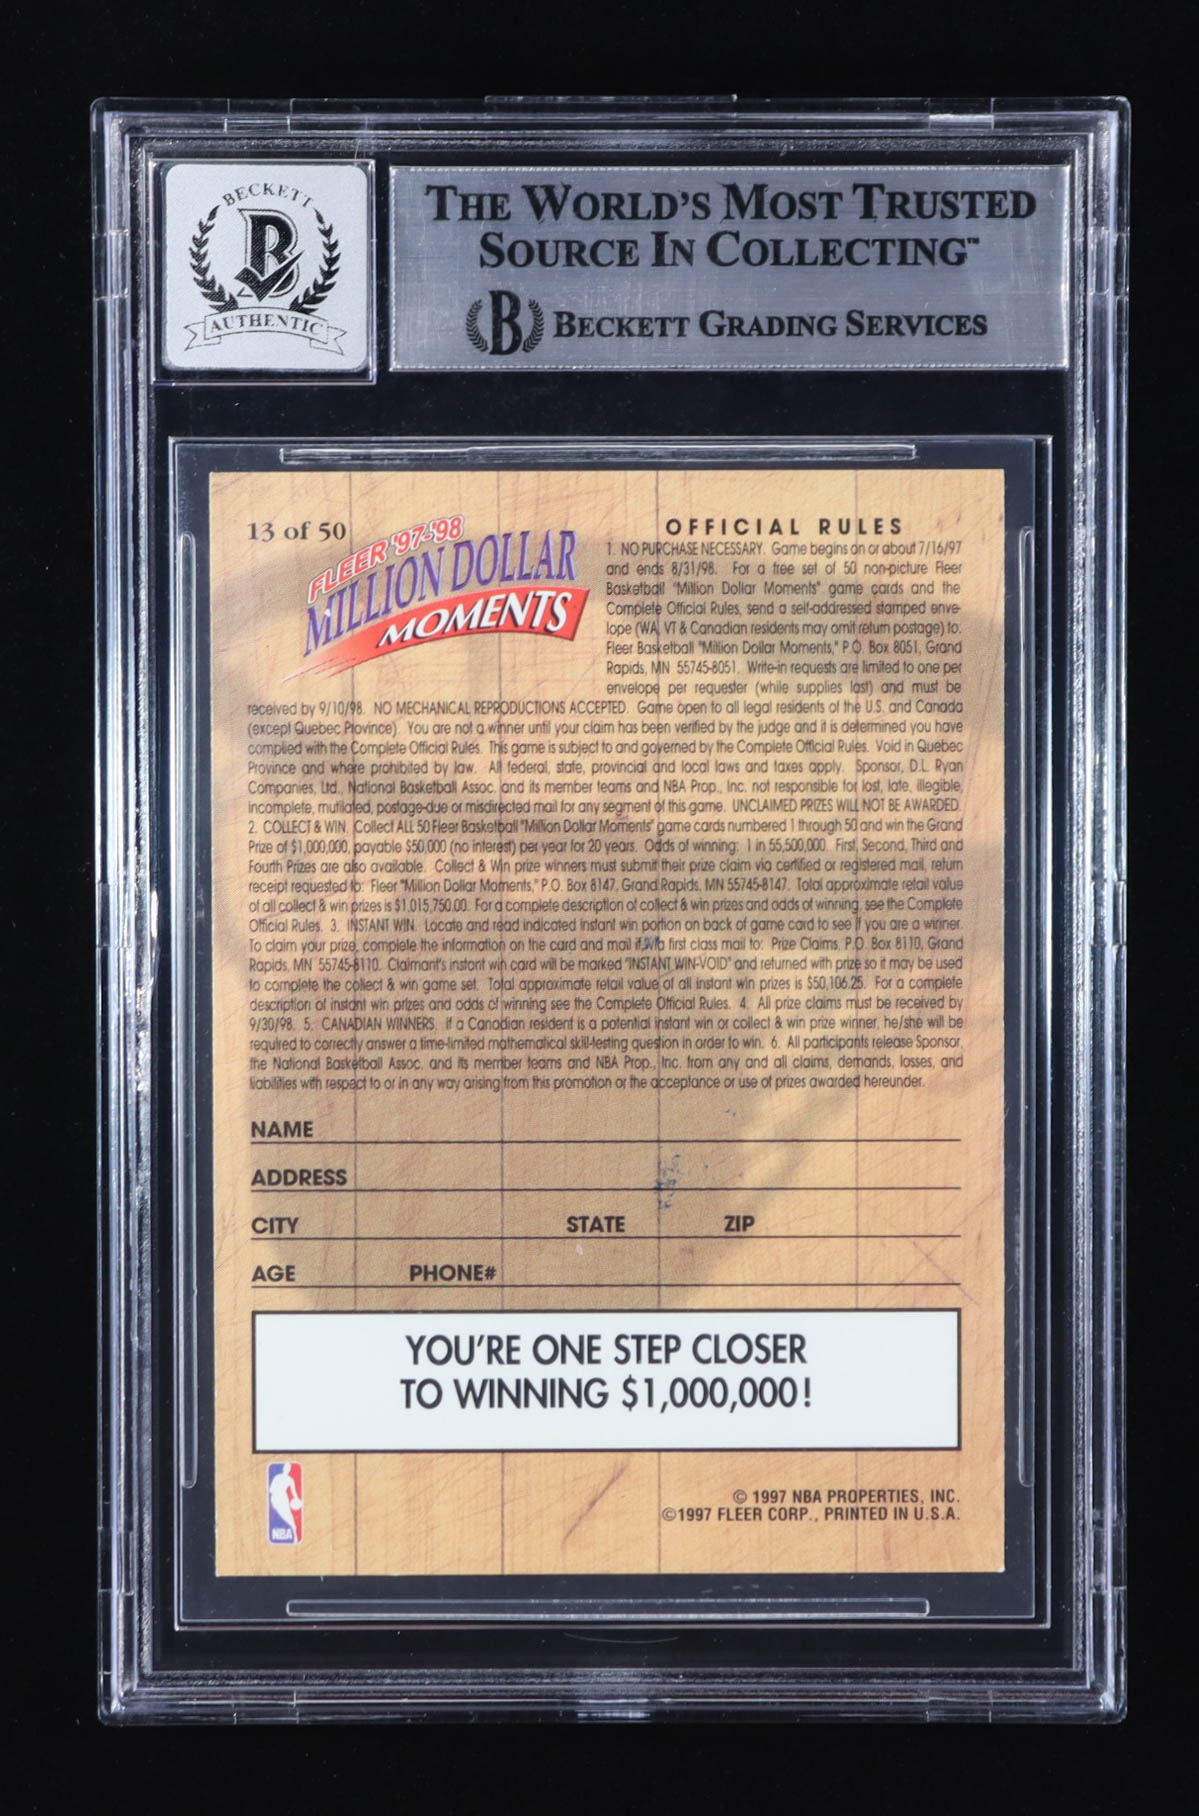 BECKETT
B
AUTHENTIC
THE WORLD'S MOST TRUSTED
SOURCE IN COLLECTING™
B BECKETT GRADING SERVICES
13 of 50
FLEER '97-'98
MILLION DOLLAR
MOMENTS
OFFICIAL RULES
1. NO PURCHASE NECESSARY. Game begins on or about 7/16/97
and ends 8/31/98. For a free set of 50 non-picture Fleer
Basketball "Million Dollar Moments" game cards and the
Complete Official Rules, send a self-addressed stamped enve-
lope (WA, VT & Canadian residents may omit return postage) to:
Fleer Basketball "Million Dollar Moments," P.O. Box 8051, Grand
Rapids, MN 55745-8051. Write-in requests are limited to one per
envelope per requester (while supplies last) and must be
received by 9/10/98. NO MECHANICAL REPRODUCTIONS ACCEPTED. Game open to all legal residents of the U.S. and Canada
(except Quebec Province). You are not a winner until your claim has been verified by the judge and it is determined you have
complied with the Complete Official Rules. This game is subject to and governed by the Complete Official Rules. Void in Quebec
Province and where prohibited by law. All federal, state, provincial and local laws and taxes apply. Sponsor, D.L. Ryan
Companies, Ltd., National Basketball Assoc. and its member teams and NBA Prop., Inc. not responsible for lost, late, illegible,
incomplete, mutilated, postage-due or misdirected mail for any segment of this game. UNCLAIMED PRIZES WILL NOT BE AWARDED.
2. COLLECT & WIN. Collect ALL 50 Fleer Basketball "Million Dollar Moments" game cards numbered 1 through 50 and win the Grand
Prize of $1,000,000, payable $50,000 (no interest) per year for 20 years. Odds of winning: 1 in 55,500,000. First, Second, Third and
Fourth Prizes are also available. Collect & Win prize winners must submit their prize claim via certified or registered mail, return
receipt requested to: Fleer "Million Dollar Moments," P.O. Box 8147, Grand Rapids, MN 55745-8147. Total approximate retail value
of all collect & win prizes is $1,015,750.00. For a complete description of collect & win prizes and odds of winning, see the Complete
Official Rules. 3. INSTANT WIN. Locate and read indicated instant win portion on back of game card to see if you are a winner.
To claim your prize, complete the information on the card and mail it via first class mail to: Prize Claims, P.O. Box 8110, Grand
Rapids, MN 55745-8110. Claimant's instant win card will be marked "INSTANT WIN-VOID" and returned with prize so it may be used
to complete the collect & win game set. Total approximate retail value of all instant win prizes is $50,106.25. For a complete
description of instant win prizes and odds of winning see the Complete Official Rules. 4. All prize claims must be received by
9/30/98. 5. CANADIAN WINNERS. If a Canadian resident is a potential instant win or collect & win prize winner, he/she will be
required to correctly answer a time-limited mathematical skill-testing question in order to win. 6. All participants release Sponsor,
the National Basketball Assoc. and its member teams and NBA Prop., Inc. from any and all claims, demands, losses, and
liabilities with respect to or in any way arising from this promotion or the acceptance or use of prizes awarded hereunder.
NAME
ADDRESS
CITY STATE ZIP
AGE PHONE#
YOU'RE ONE STEP CLOSER
TO WINNING $1,000,000!
NBA
© 1997 NBA PROPERTIES, INC.
©1997 FLEER CORP., PRINTED IN U.S.A.